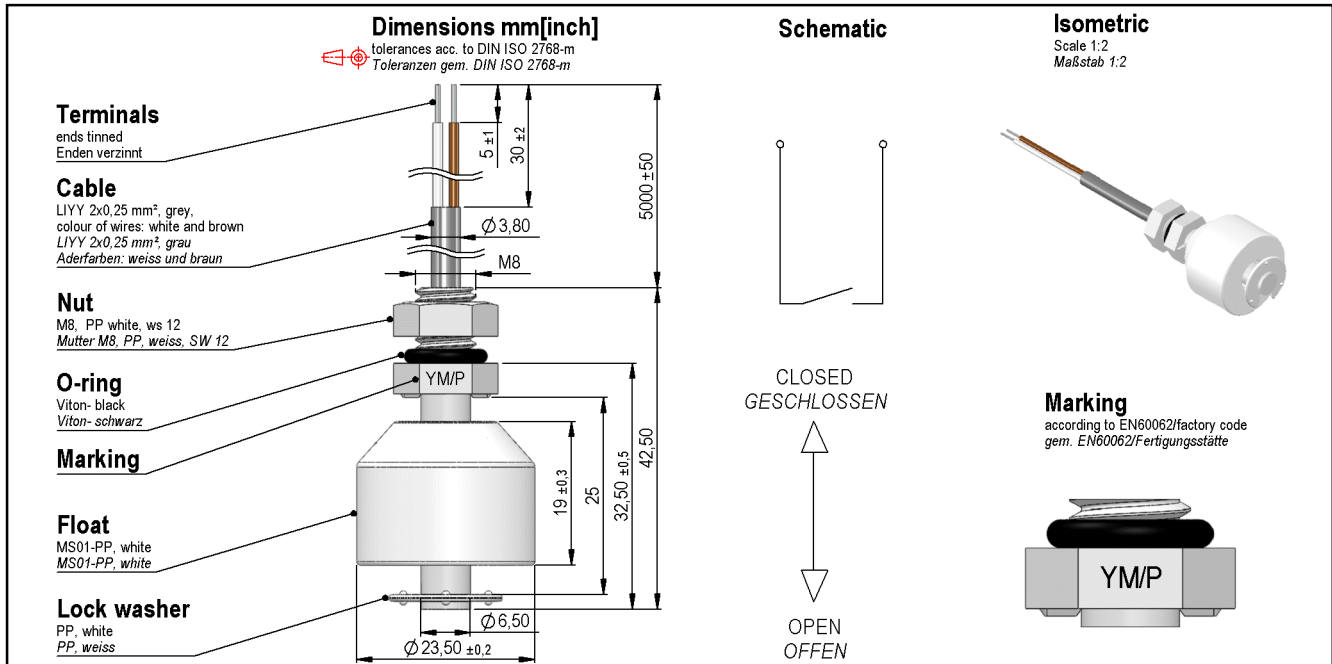 Dimensions mm[inch]
tolerances acc. to DIN ISO 2768-m
Toleranzen gem. DIN ISO 2768-m
Schematic
Isometric
Scale 1:2
Maßstab 1:2
Terminals
ends tinned
Enden verzinnt
Cable
LIYY 2x0,25 mm², grey,
colour of wires: white and brown
LIYY 2x0,25 mm², grau
Aderfarben: weiss und braun
Nut
M8, PP white, ws 12
Mutter M8, PP, weiss, SW 12
O-ring
Viton- black
Viton- schwarz
Marking
Float
MS01-PP, white
MS01-PP, white
Lock washer
PP, white
PP, weiss
5 ±1
30 ±2
5000 ±50
Ø 3,80
M8
YM/P
19 ±0,3
25
32,50 ±0,5
42,50
Ø 6,50
Ø 23,50 ±0,2
CLOSED
GESCHLOSSEN
OPEN
OFFEN
Marking
according to EN60062/factory code
gem. EN60062/Fertigungsstätte
YM/P